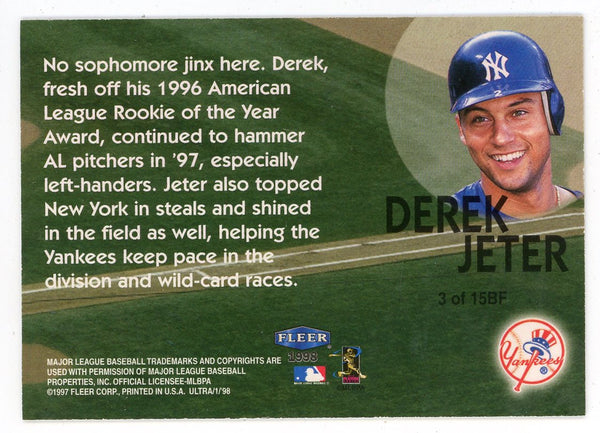 No sophomore jinx here. Derek,
fresh off his 1996 American
League Rookie of the Year
Award, continued to hammer
AL pitchers in '97, especially
left-handers. Jeter also topped
New York in steals and shined
in the field as well, helping the
Yankees keep pace in the
division and wild-card races.
NY
2
DEREK
JETER
3 of 15BF
FLEER
1998
MAJOR LEAGUE BASEBALL TRADEMARKS AND COPYRIGHTS ARE
USED WITH PERMISSION OF MAJOR LEAGUE BASEBALL
PROPERTIES, INC. OFFICIAL LICENSEE-MLBPA
©1997 FLEER CORP., PRINTED IN U.S.A. ULTRA/1/'98
Yankees
®